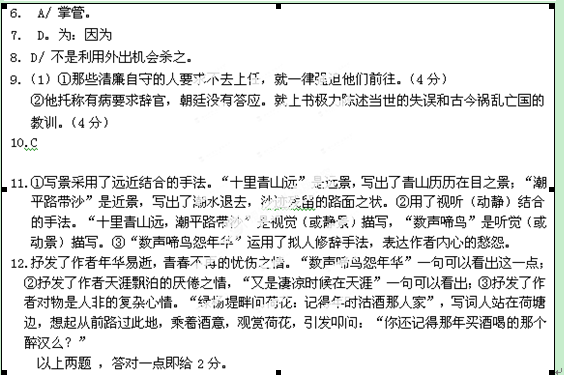 6. A/ 掌管。
7. D。为：因为
8. D/ 不是利用外出机会杀之。
9.（1）①那些清廉自守的人要求不去上任，就一律强迫他们前往。（4分）
②他托称有病要求辞官，朝廷没有答应。就上书极力陈述当世的失误和古今祸乱亡国的
教训。（4分）
10.C
11.①写景采用了远近结合的手法。“十里青山远”是远景，写出了青山历历在目之景；“潮
平路带沙”是近景，写出了潮水退去，沙边残留的路面之状。②用了视听（动静）结合
的手法。“十里青山远，潮平路带沙”是视觉（或静景）描写，“数声啼鸟”是听觉（或
动景）描写。③“数声啼鸟怨年华”运用了拟人修辞手法，表达作者内心的愁怨。
12.抒发了作者年华易逝，青春不再的忧伤之情。“数声啼鸟怨年华”一句可以看出这一点；
②抒发了作者天涯飘泊的厌倦之情，“又是凄凉时候在天涯”一句可以看出；③抒发了作
者对物是人非的复杂心情。“绿杨堤畔问荷花：记得年时沽酒那人家”，写词人站在荷塘
边，想起从前路过此地，乘着酒意，观赏荷花，引发叩问：“你还记得那年买酒喝的那个
醉汉么？”
以上两题 ，答对一点即给2分。